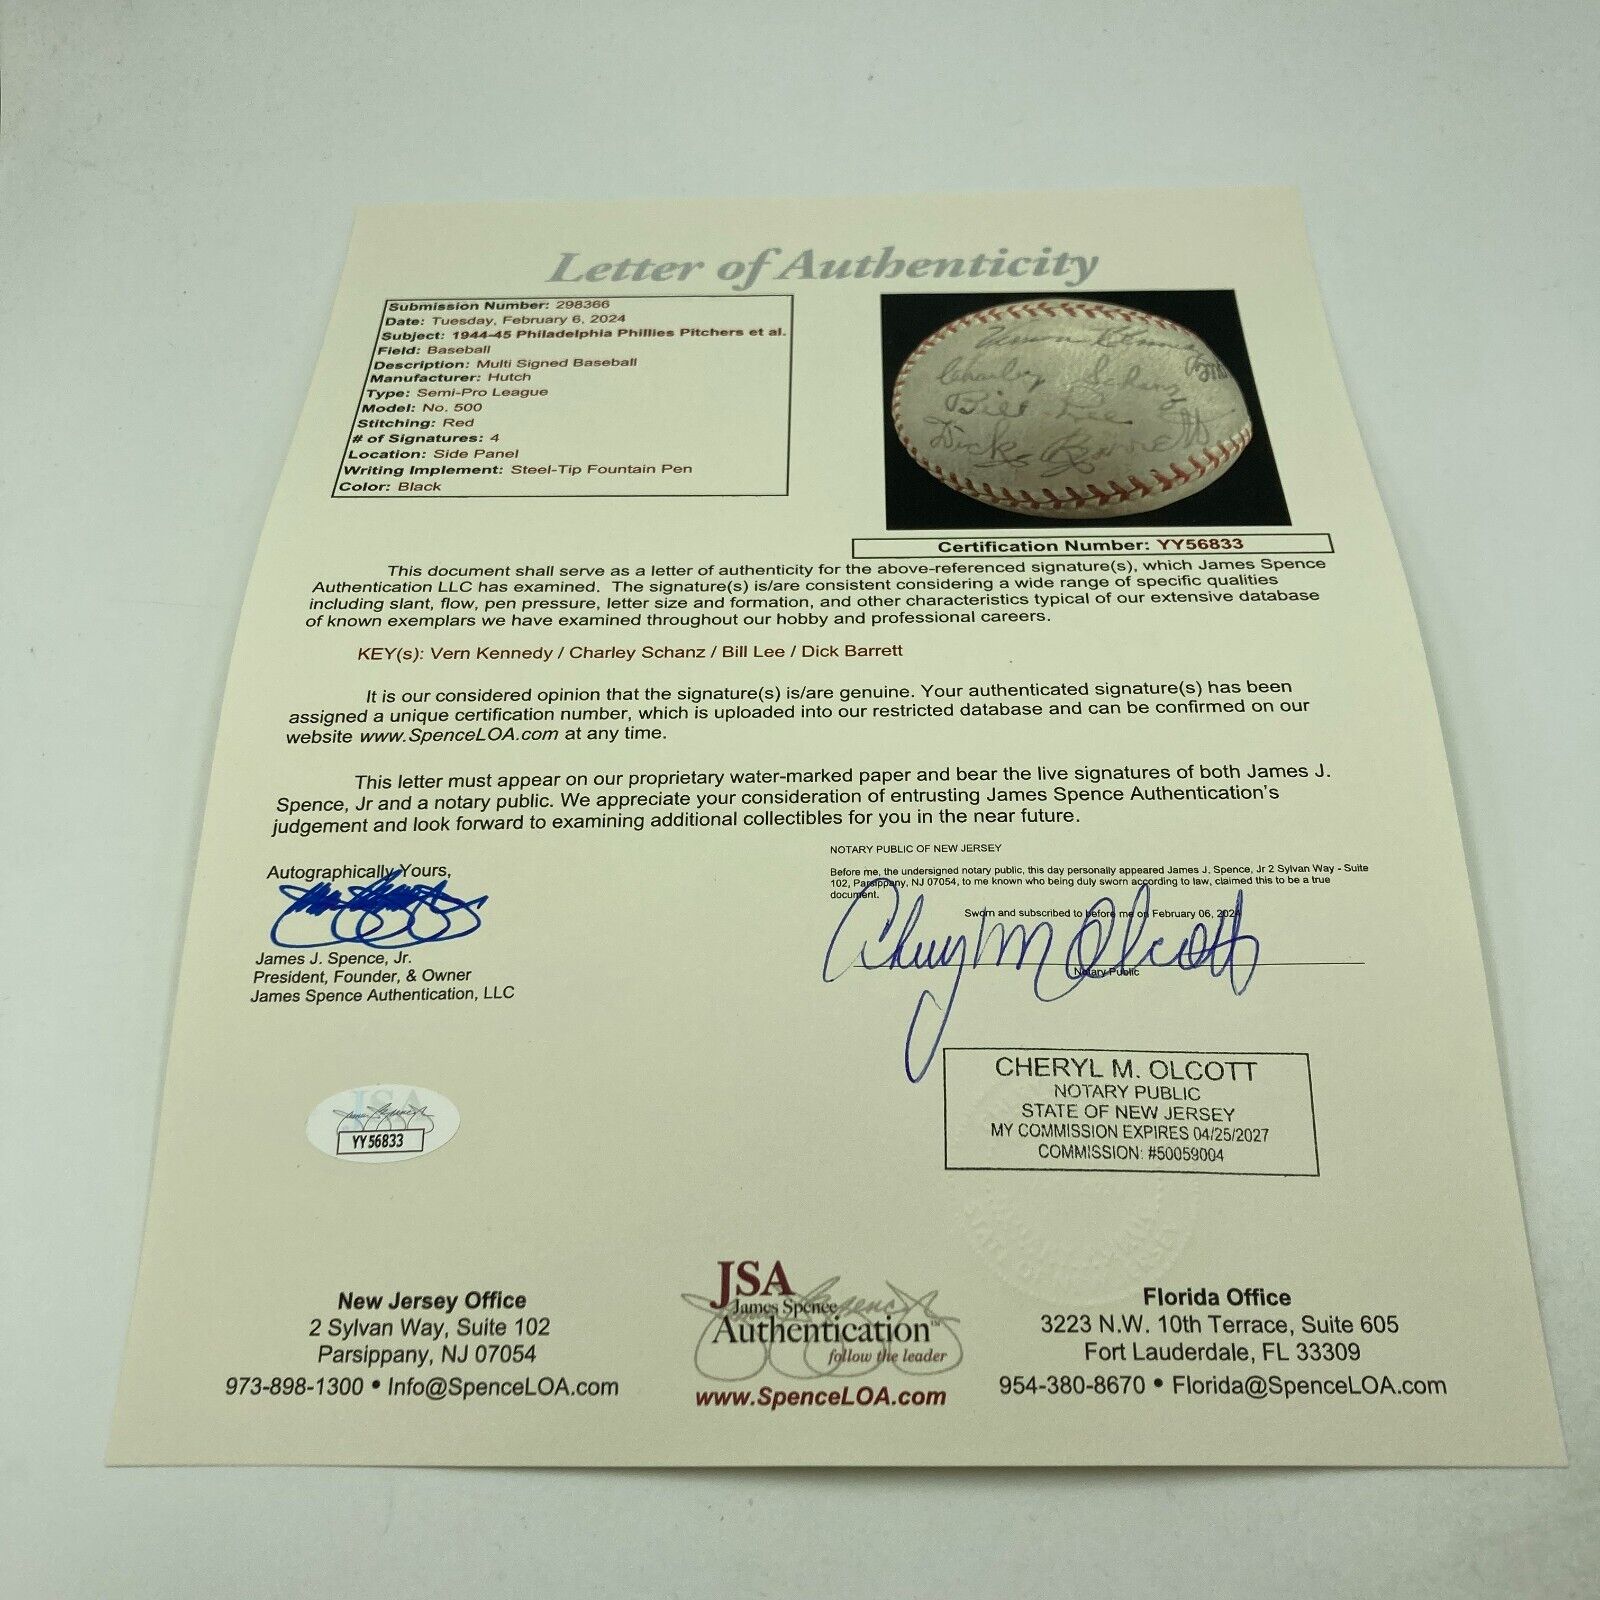 Letter of Authenticity
Submission Number: 298366
Date: Tuesday, February 6, 2024
Subject: 1944-45 Philadelphia Phillies Pitchers et al.
Field: Baseball
Description: Multi Signed Baseball
Manufacturer: Hutch
Type: Semi-Pro League
Model: No. 500
Stitching: Red
# of Signatures: 4
Location: Side Panel
Writing Implement: Steel-Tip Fountain Pen
Color: Black
Charley Schanz
Bill Lee
Dick Barrett
Certification Number: YY56833
This document shall serve as a letter of authenticity for the above-referenced signature(s), which James Spence
Authentication LLC has examined. The signature(s) is/are consistent considering a wide range of specific qualities
including slant, flow, pen pressure, letter size and formation, and other characteristics typical of our extensive database
of known exemplars we have examined throughout our hobby and professional careers.
KEY(s): Vern Kennedy / Charley Schanz / Bill Lee / Dick Barrett
It is our considered opinion that the signature(s) is/are genuine. Your authenticated signature(s) has been
assigned a unique certification number, which is uploaded into our restricted database and can be confirmed on our
website www.SpenceLOA.com at any time.
This letter must appear on our proprietary water-marked paper and bear the live signatures of both James J.
Spence, Jr and a notary public. We appreciate your consideration of entrusting James Spence Authentication's
judgement and look forward to examining additional collectibles for you in the near future.
NOTARY PUBLIC OF NEW JERSEY
Before me, the undersigned notary public, this day personally appeared James J. Spence, Jr 2 Sylvan Way - Suite
102, Parsippany, NJ 07054, to me known who being duly sworn according to law, claimed this to be a true
document.
Sworn and subscribed to before me on February 06, 2024
Cheryl M Olcott
Notary Public
Autographically Yours,
James J. Spence, Jr.
President, Founder, & Owner
James Spence Authentication, LLC
CHERYL M. OLCOTT
NOTARY PUBLIC
STATE OF NEW JERSEY
MY COMMISSION EXPIRES 04/25/2027
COMMISSION: #50059004
JSA
YY56833
New Jersey Office
2 Sylvan Way, Suite 102
Parsippany, NJ 07054
973-898-1300 • Info@SpenceLOA.com
JSA
James Spence
Authentication™
follow the leader
www.SpenceLOA.com
Florida Office
3223 N.W. 10th Terrace, Suite 605
Fort Lauderdale, FL 33309
954-380-8670 • Florida@SpenceLOA.com